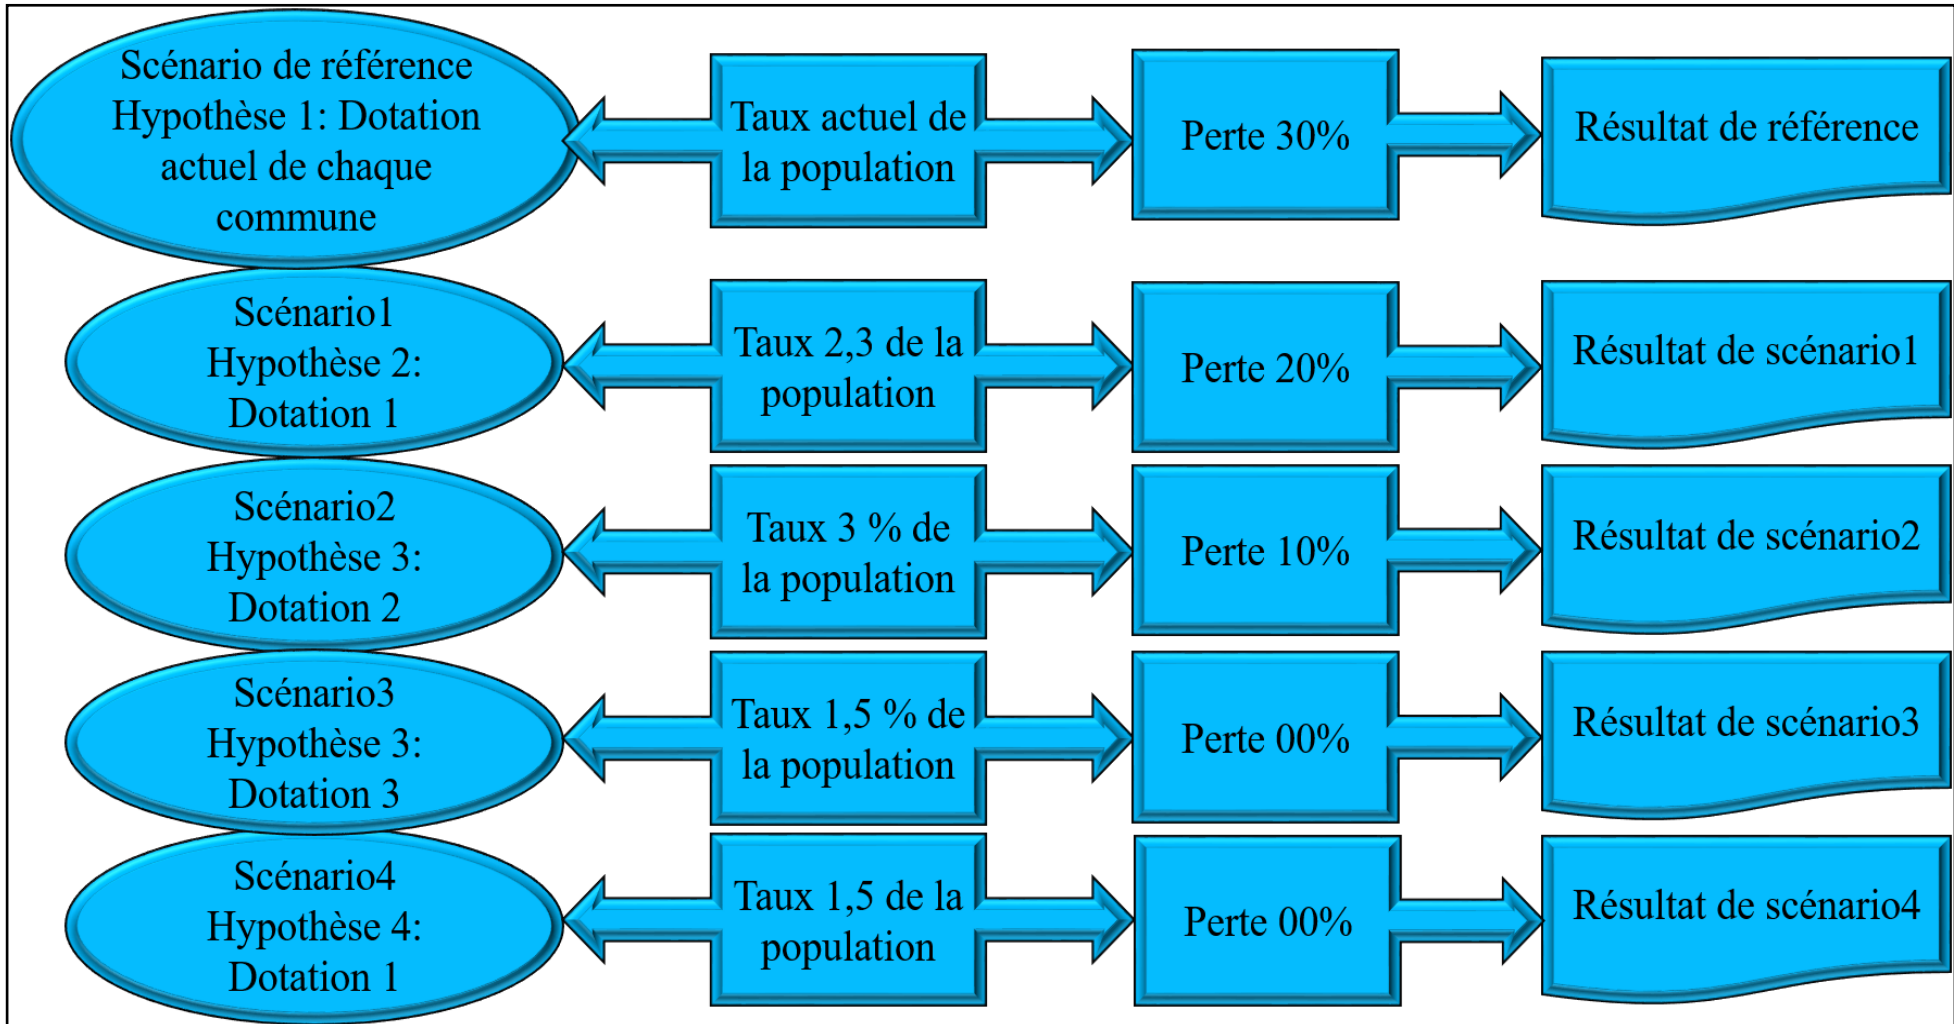 Scénario de référence
Hypothèse 1: Dotation
actuel de chaque
commune
Taux actuel de
la population
Perte 30%
Résultat de référence
Scénario1
Hypothèse 2:
Dotation 1
Taux 2,3 de la
population
Perte 20%
Résultat de scénario1
Scénario2
Hypothèse 3:
Dotation 2
Taux 3 % de
la population
Perte 10%
Résultat de scénario2
Scénario3
Hypothèse 3:
Dotation 3
Taux 1,5 % de
la population
Perte 00%
Résultat de scénario3
Scénario4
Hypothèse 4:
Dotation 1
Taux 1,5 de la
population
Perte 00%
Résultat de scénario4